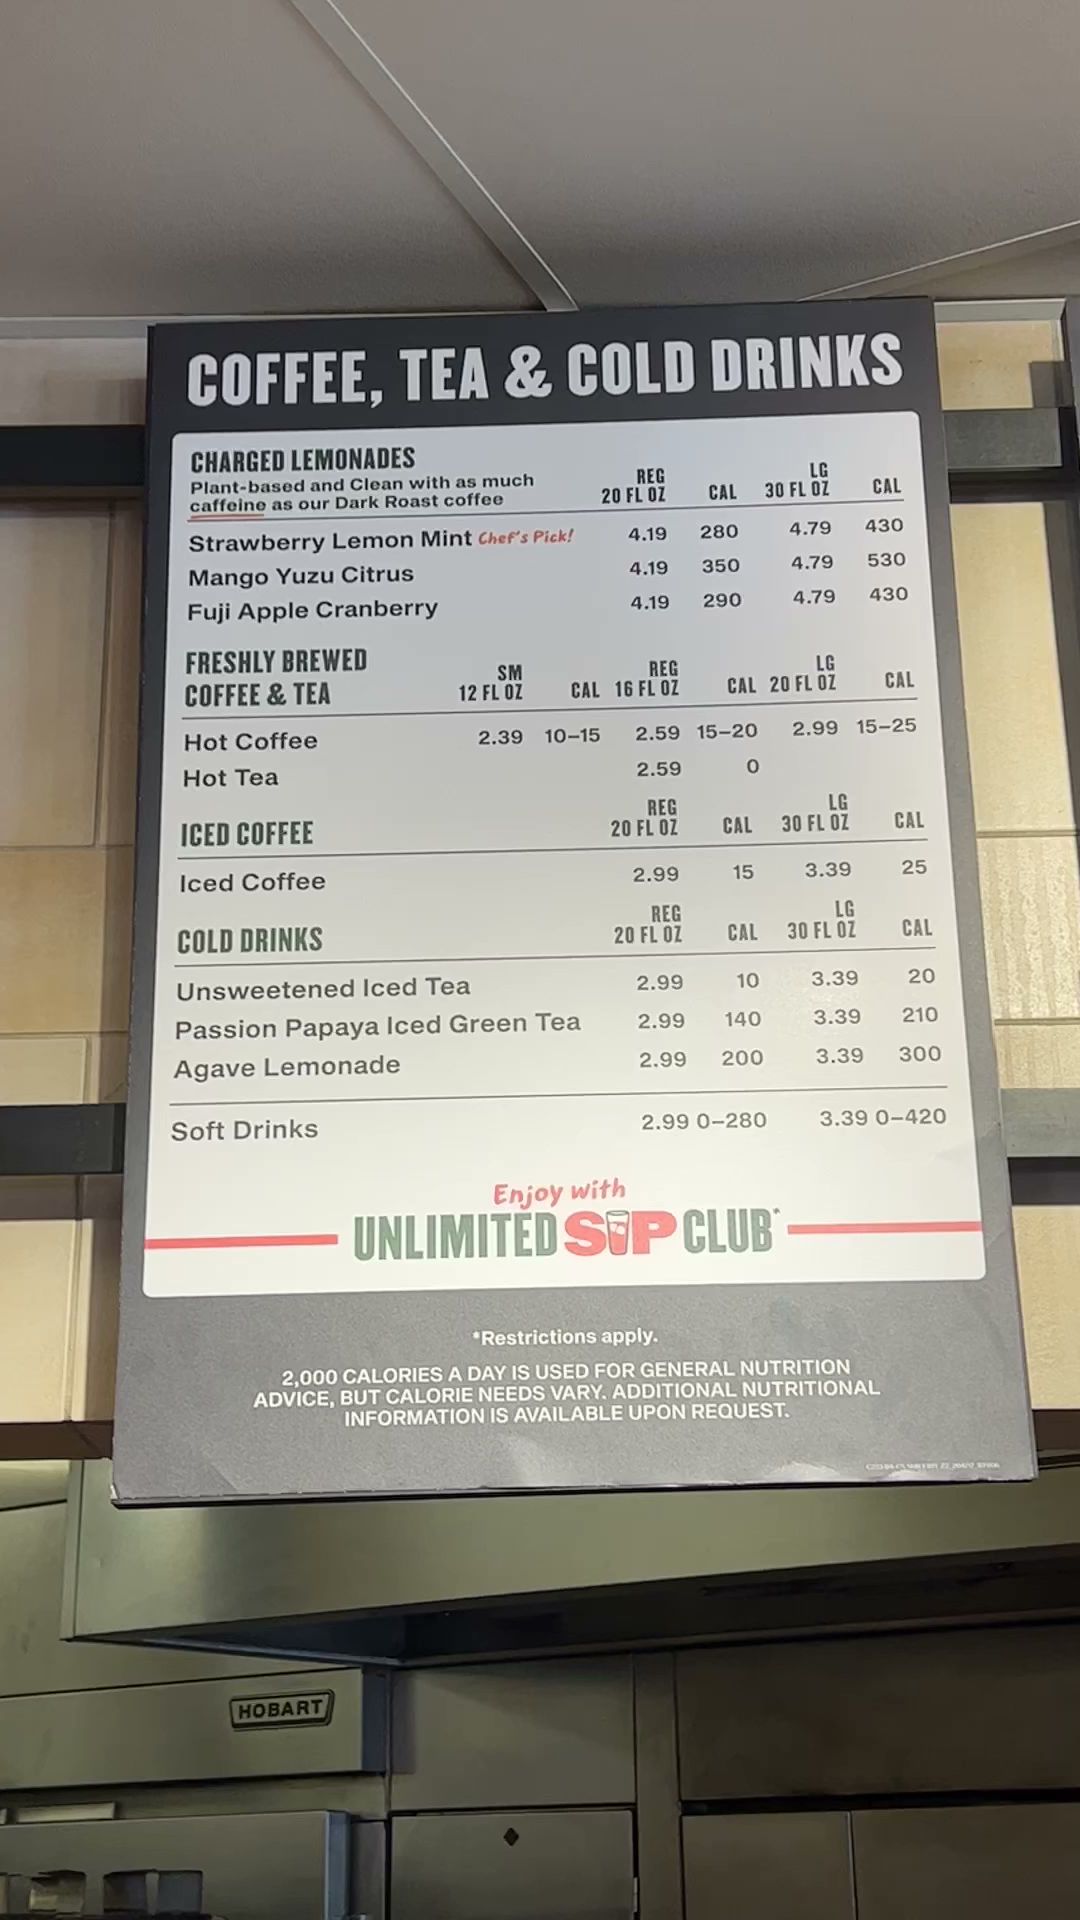 COFFEE, TEA & COLD DRINKS
CHARGED LEMONADES
Plant-based and Clean with as much
caffeine as our Dark Roast coffee
REG
20 FL OZ CAL LG
30 FL OZ CAL
Strawberry Lemon Mint Chef's Pick! 4.19 280 4.79 430
Mango Yuzu Citrus 4.19 350 4.79 530
Fuji Apple Cranberry 4.19 290 4.79 430
FRESHLY BREWED
COFFEE & TEA
SM
12 FL OZ CAL REG
16 FL OZ CAL LG
20 FL OZ CAL
Hot Coffee 2.39 10–15 2.59 15–20 2.99 15–25
Hot Tea 2.59 0
ICED COFFEE REG
20 FL OZ CAL LG
30 FL OZ CAL
Iced Coffee 2.99 15 3.39 25
COLD DRINKS REG
20 FL OZ CAL LG
30 FL OZ CAL
Unsweetened Iced Tea 2.99 10 3.39 20
Passion Papaya Iced Green Tea 2.99 140 3.39 210
Agave Lemonade 2.99 200 3.39 300
Soft Drinks 2.99 0–280 3.39 0–420
Enjoy with
UNLIMITED SIP CLUB*
*Restrictions apply.
2,000 CALORIES A DAY IS USED FOR GENERAL NUTRITION
ADVICE, BUT CALORIE NEEDS VARY. ADDITIONAL NUTRITIONAL
INFORMATION IS AVAILABLE UPON REQUEST.
HOBART